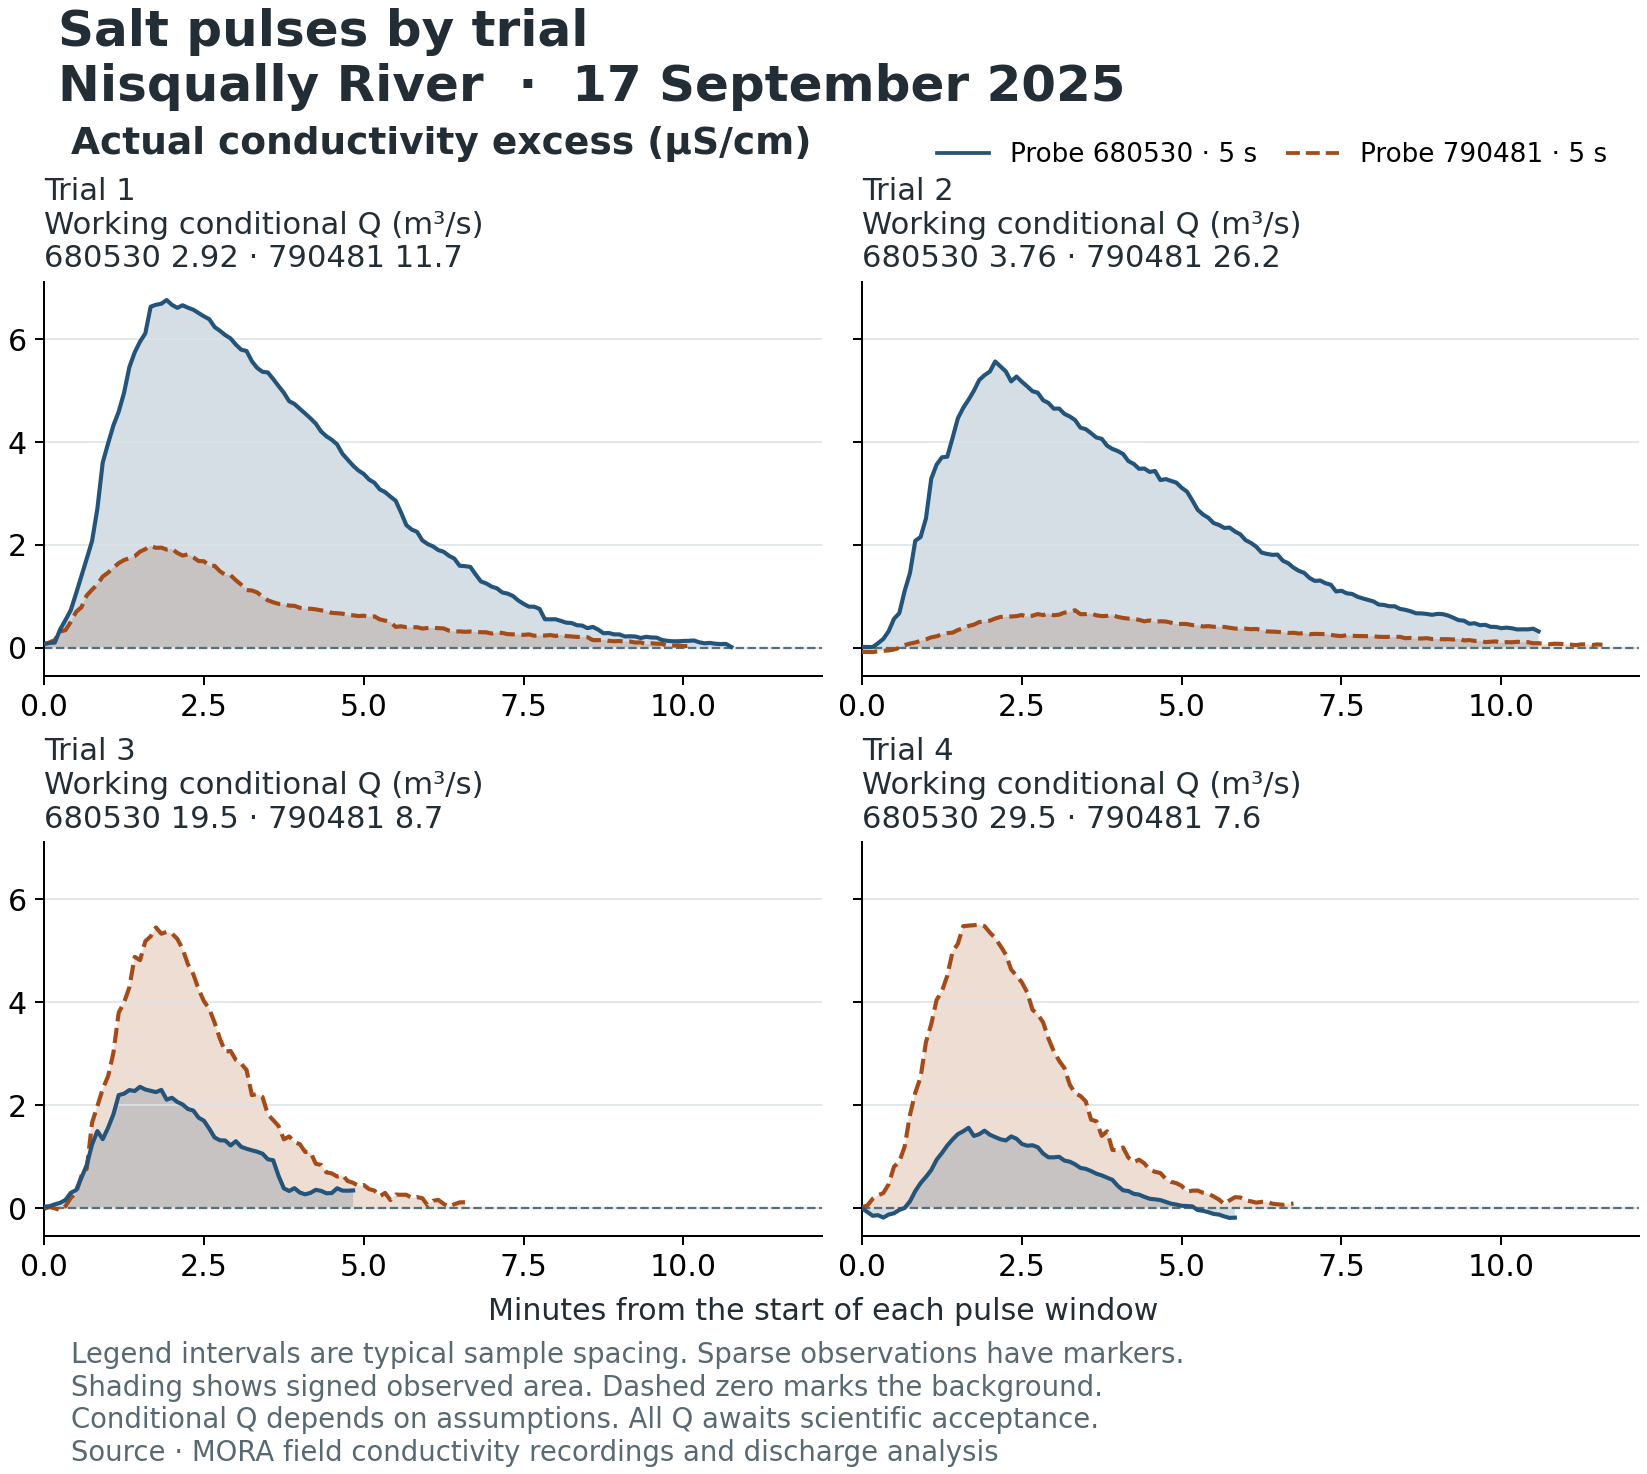 Salt pulses by trial
Nisqually River · 17 September 2025
Actual conductivity excess (µS/cm)
Probe 680530 · 5 s
Probe 790481 · 5 s
Trial 1
Working conditional Q (m³/s)
680530 2.92 · 790481 11.7
6
4
2
0
0.0 2.5 5.0 7.5 10.0
Trial 2
Working conditional Q (m³/s)
680530 3.76 · 790481 26.2
0.0 2.5 5.0 7.5 10.0
Trial 3
Working conditional Q (m³/s)
680530 19.5 · 790481 8.7
6
4
2
0
0.0 2.5 5.0 7.5 10.0
Trial 4
Working conditional Q (m³/s)
680530 29.5 · 790481 7.6
0.0 2.5 5.0 7.5 10.0
Minutes from the start of each pulse window
Legend intervals are typical sample spacing. Sparse observations have markers.
Shading shows signed observed area. Dashed zero marks the background.
Conditional Q depends on assumptions. All Q awaits scientific acceptance.
Source · MORA field conductivity recordings and discharge analysis